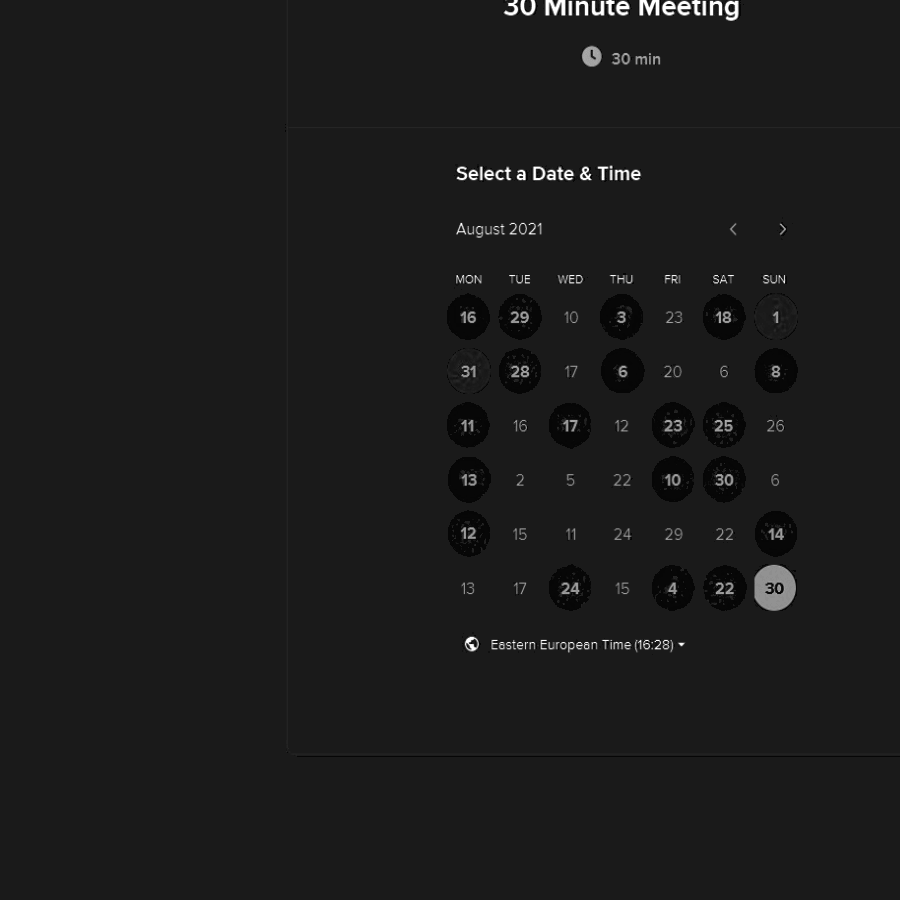 30 Minute Meeting
30 min
Select a Date & Time
August 2021
MON TUE WED THU FRI SAT SUN
16 29 10 3 23 18 1
31 28 17 6 20 6 8
11 16 17 12 23 25 26
13 2 5 22 10 30 6
12 15 11 24 29 22 14
13 17 24 15 4 22 30
Eastern European Time (16:28)